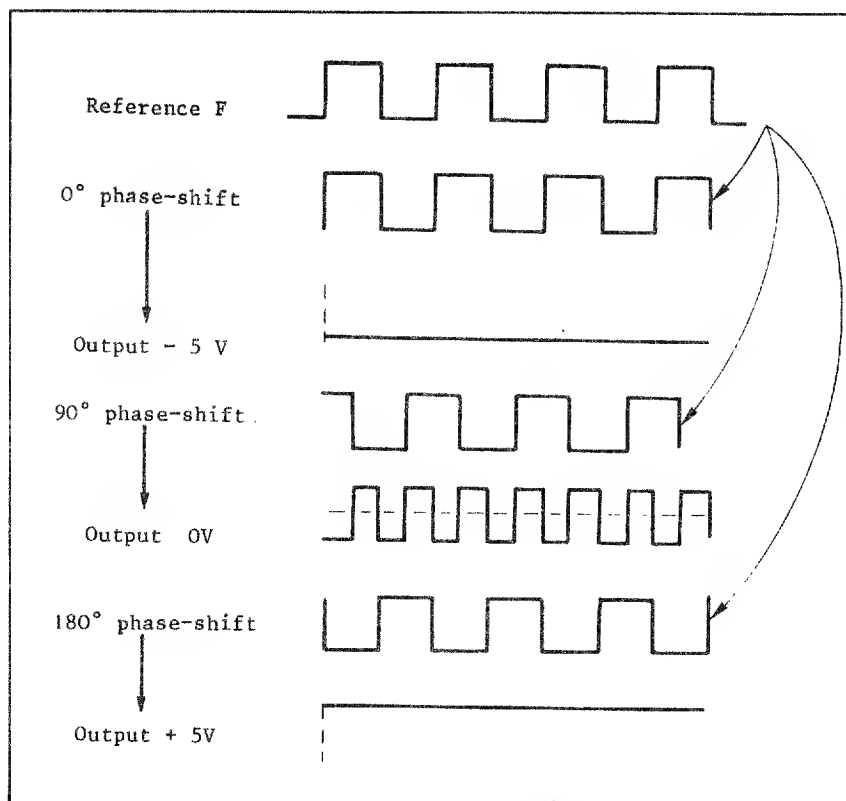 Reference F
0° phase-shift
Output - 5 V
90° phase-shift
Output 0V
180° phase-shift
Output + 5V